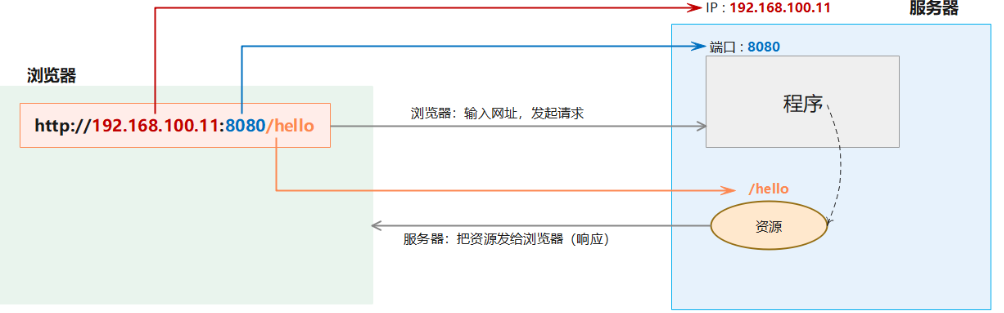 IP : 192.168.100.11
服务器
端口 : 8080
浏览器
程序
http://192.168.100.11:8080/hello
浏览器：输入网址，发起请求
/hello
资源
服务器：把资源发给浏览器（响应）